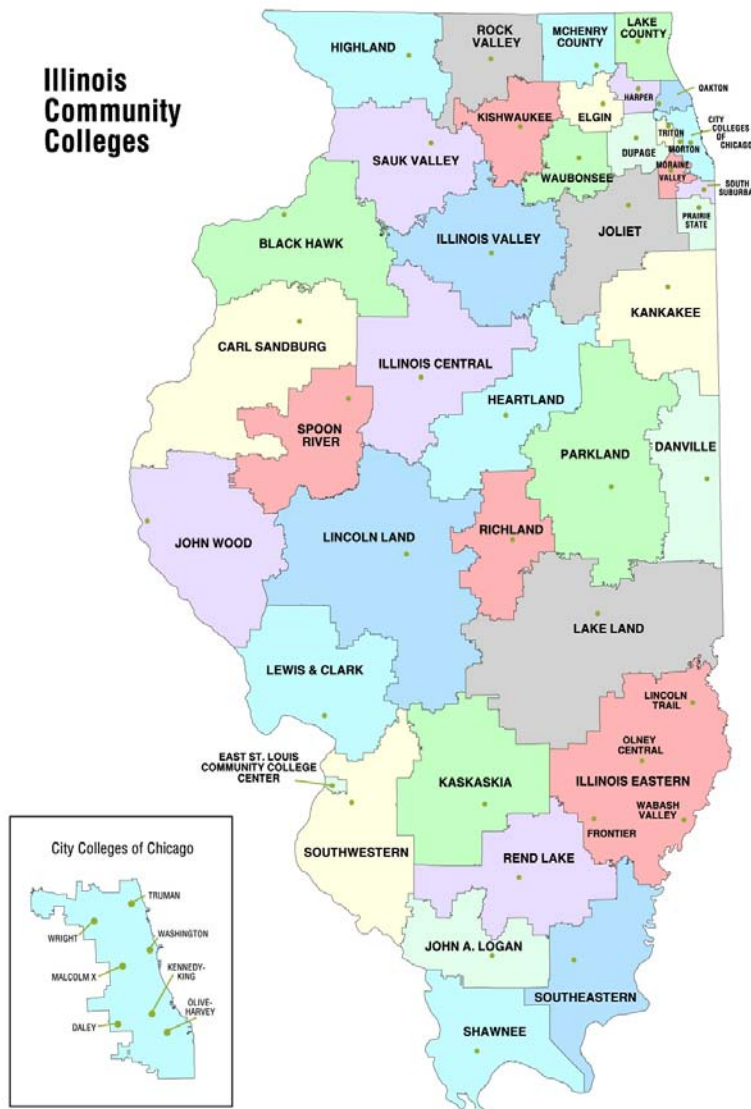 Illinois
Community
Colleges
HIGHLAND
ROCK
VALLEY
MCHENRY
COUNTY
LAKE
COUNTY
KISHWAUKEE
ELGIN
HARPER
OAKTON
SAUK VALLEY
WAUBONSEE
DUPAGE
TRITON
MORTON
CITY
COLLEGES
OF
CHICAGO
MORAINE
VALLEY
SOUTH
SUBURBA
PRAIRIE
STATE
BLACK HAWK
ILLINOIS VALLEY
JOLIET
KANKAKEE
CARL SANDBURG
ILLINOIS CENTRAL
HEARTLAND
SPOON
RIVER
PARKLAND
DANVILLE
JOHN WOOD
LINCOLN LAND
RICHLAND
LAKE LAND
LEWIS & CLARK
LINCOLN
TRAIL
OLNEY
CENTRAL
EAST ST. LOUIS
COMMUNITY COLLEGE
CENTER
KASKASKIA
ILLINOIS EASTERN
WABASH
VALLEY
FRONTIER
SOUTHWESTERN
REND LAKE
JOHN A. LOGAN
SOUTHEASTERN
SHAWNEE
City Colleges of Chicago
TRUMAN
WRIGHT
WASHINGTON
MALCOLM X
KENNEDY-
KING
OLIVE-
HARVEY
DALEY